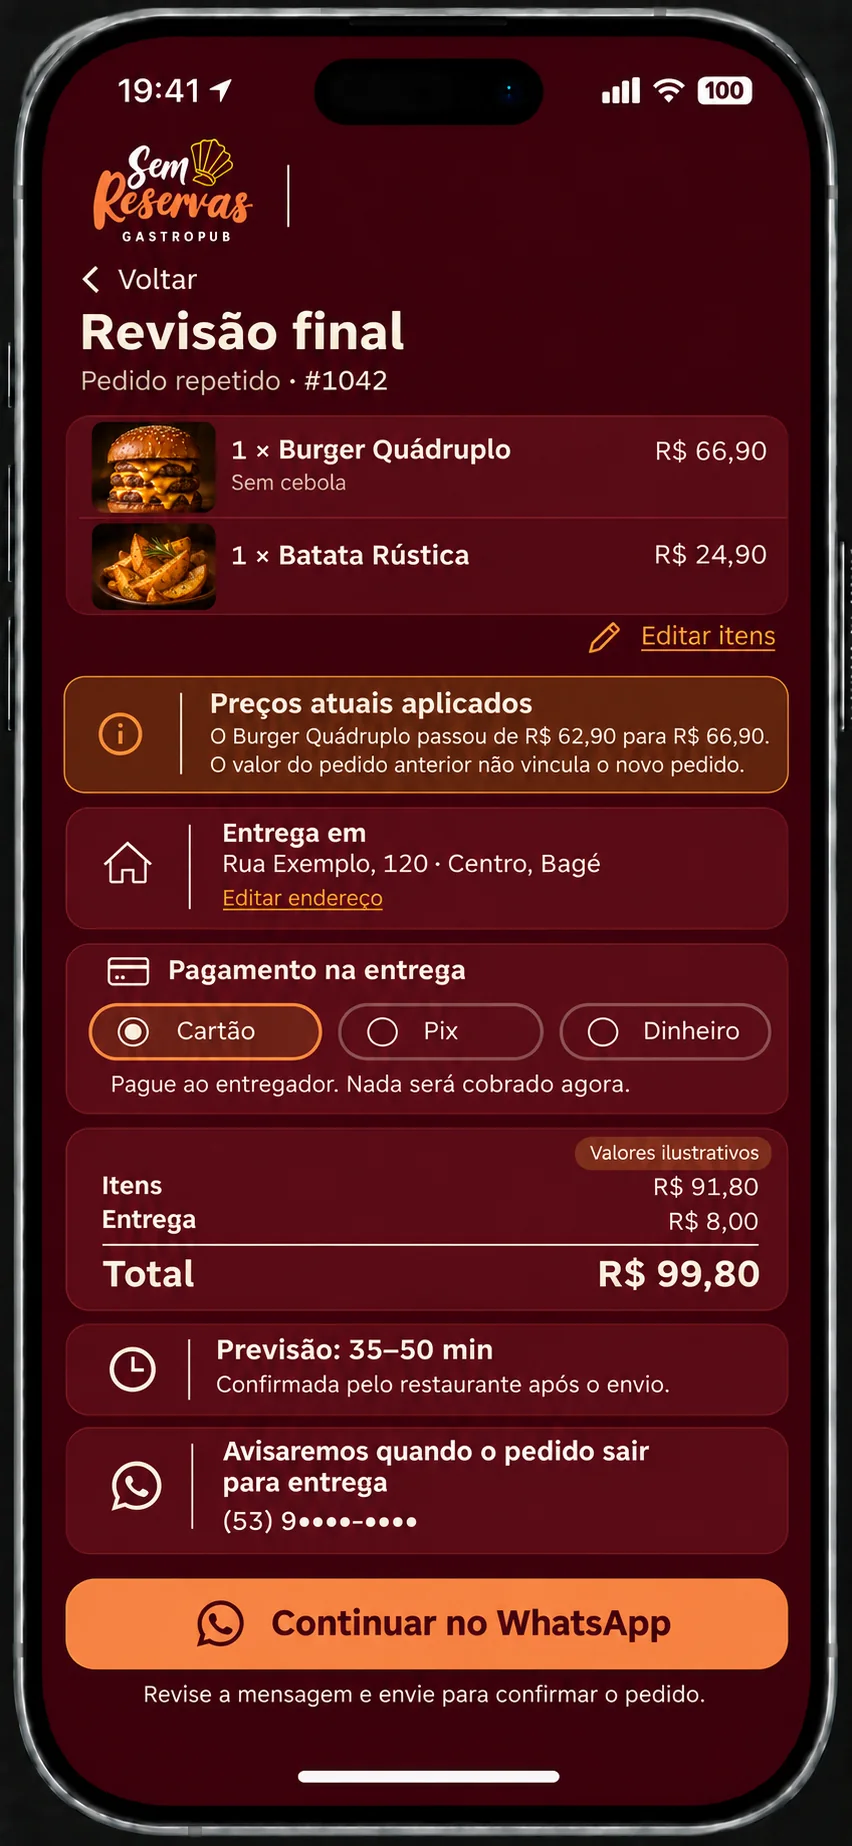 19:41
100
Sem
Reservas
GASTROPUB
Voltar
Revisão final
Pedido repetido • #1042
1 × Burger Quádruplo R$ 66,90
Sem cebola
1 × Batata Rústica R$ 24,90
Editar itens
Preços atuais aplicados
O Burger Quádruplo passou de R$ 62,90 para R$ 66,90.
O valor do pedido anterior não vincula o novo pedido.
Entrega em
Rua Exemplo, 120 • Centro, Bagé
Editar endereço
Pagamento na entrega
Cartão Pix Dinheiro
Pague ao entregador. Nada será cobrado agora.
Valores ilustrativos
Itens R$ 91,80
Entrega R$ 8,00
Total R$ 99,80
Previsão: 35–50 min
Confirmada pelo restaurante após o envio.
Avisaremos quando o pedido sair
para entrega
(53) 9••••-••••
Continuar no WhatsApp
Revise a mensagem e envie para confirmar o pedido.